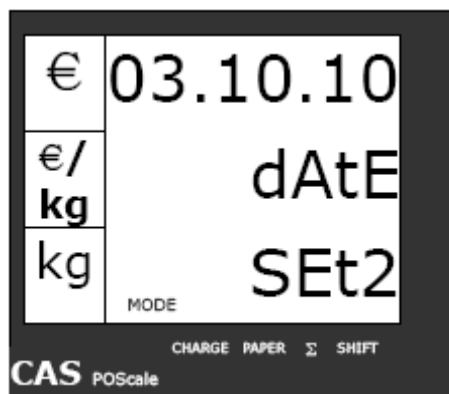 € 03.10.10
€/
kg
dAtE
kg SEt2
MODE
CHARGE PAPER Σ SHIFT
CAS POScale